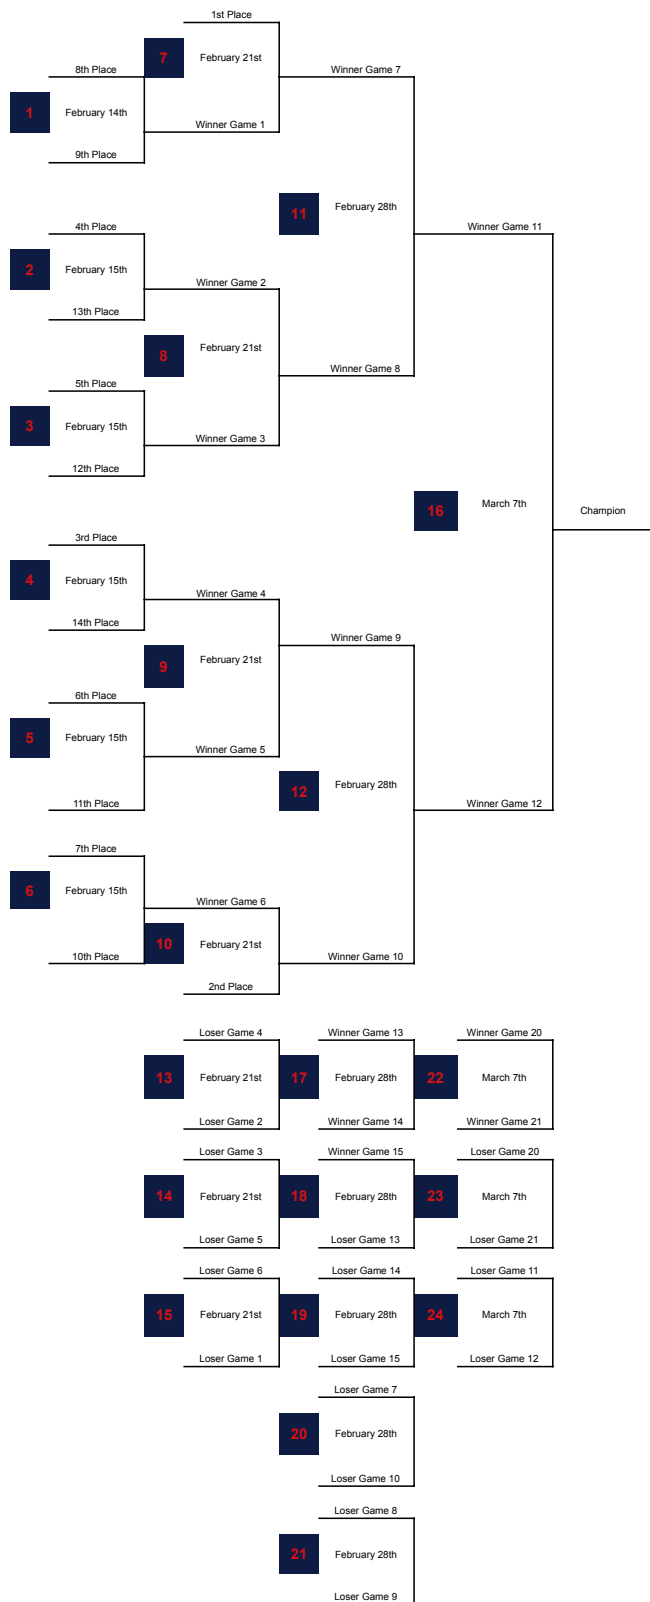 1st Place
7
February 21st
8th Place
Winner Game 7
1
February 14th
Winner Game 1
9th Place
11
February 28th
4th Place
Winner Game 11
2
February 15th
Winner Game 2
13th Place
8
February 21st
Winner Game 8
5th Place
3
February 15th
Winner Game 3
12th Place
16
March 7th
Champion
3rd Place
4
February 15th
Winner Game 4
14th Place
Winner Game 9
9
February 21st
6th Place
5
February 15th
Winner Game 5
12
February 28th
11th Place
Winner Game 12
7th Place
6
February 15th
Winner Game 6
10
February 21st
10th Place
Winner Game 10
2nd Place
Loser Game 4
Winner Game 13
Winner Game 20
13
February 21st
17
February 28th
22
March 7th
Loser Game 2
Winner Game 14
Winner Game 21
Loser Game 3
Winner Game 15
Loser Game 20
14
February 21st
18
February 28th
23
March 7th
Loser Game 5
Loser Game 13
Loser Game 21
Loser Game 6
Loser Game 14
Loser Game 11
15
February 21st
19
February 28th
24
March 7th
Loser Game 1
Loser Game 15
Loser Game 12
Loser Game 7
20
February 28th
Loser Game 10
Loser Game 8
21
February 28th
Loser Game 9